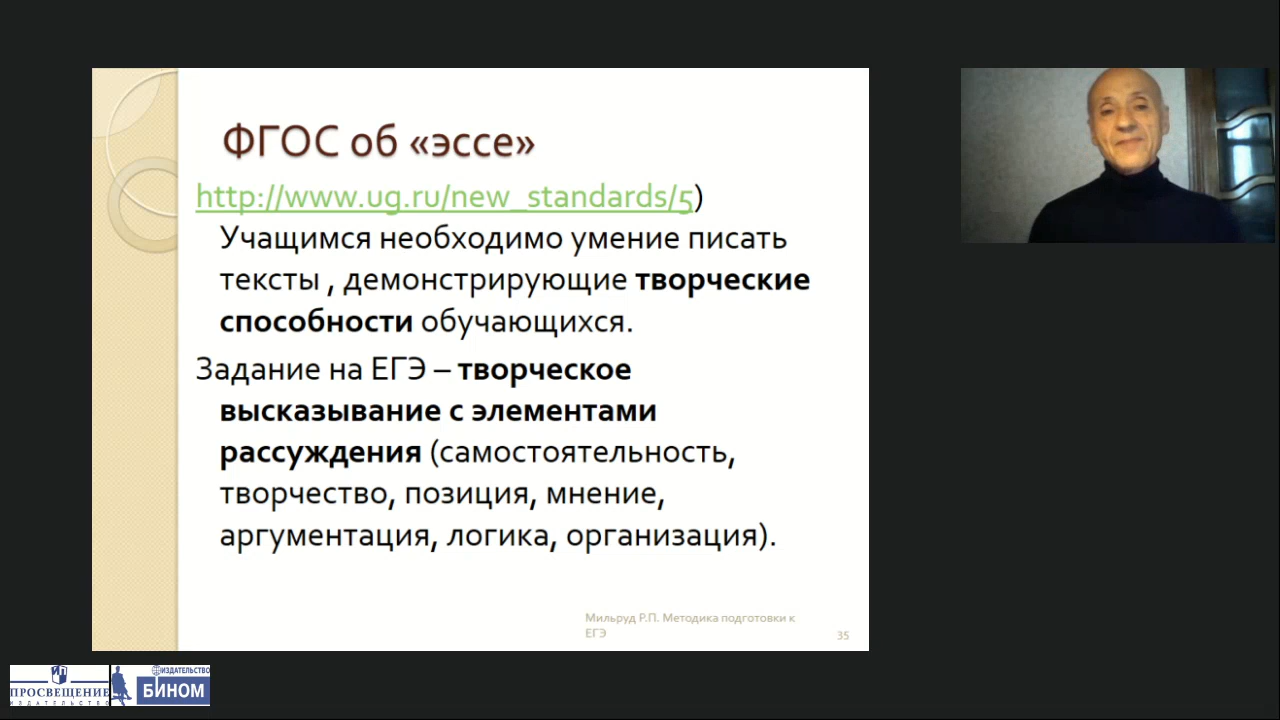 ФГОС об «эссе»
http://www.ug.ru/new_standards/5)
Учащимся необходимо умение писать
тексты , демонстрирующие творческие
способности обучающихся.
Задание на ЕГЭ – творческое
высказывание с элементами
рассуждения (самостоятельность,
творчество, позиция, мнение,
аргументация, логика, организация).
Мильруд Р.П. Методика подготовки к
ЕГЭ
35
ПРОСВЕЩЕНИЕ
ИЗДАТЕЛЬСТВО
ИЗДАТЕЛЬСТВО
БИНОМ